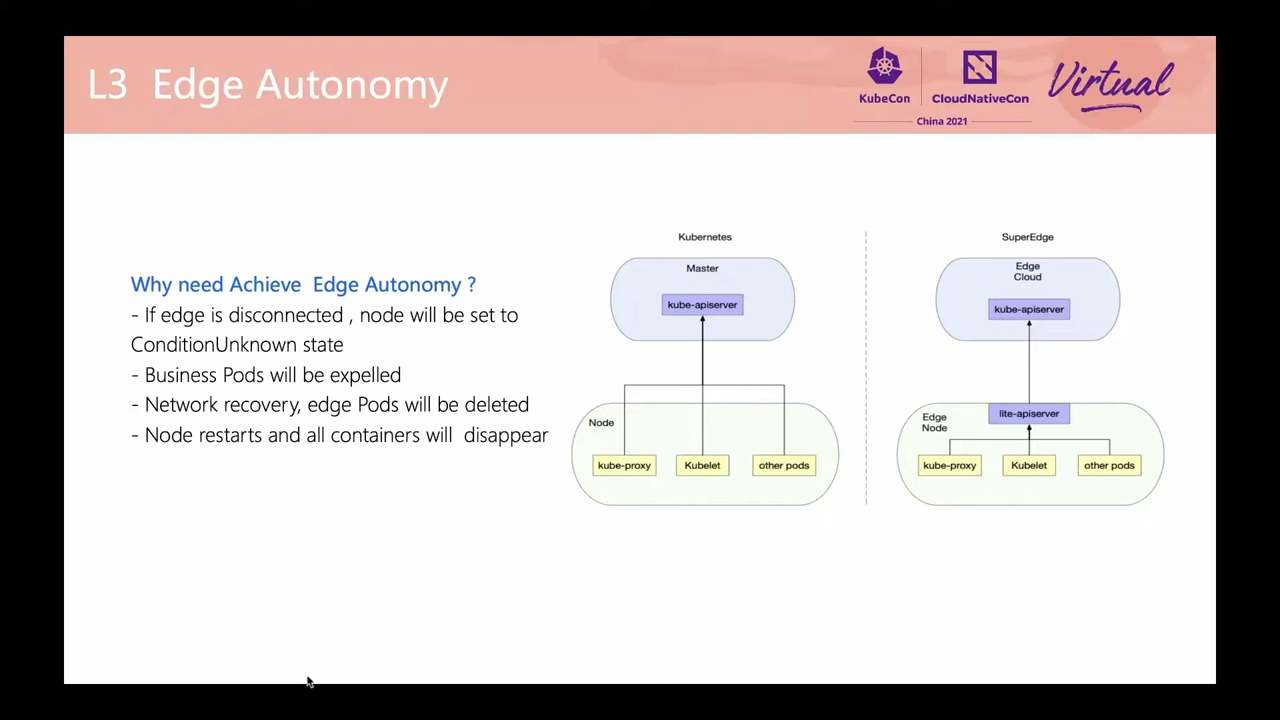 L3 Edge Autonomy
KubeCon
CloudNativeCon
China 2021
Virtual
Why need Achieve Edge Autonomy ?
- If edge is disconnected , node will be set to
ConditionUnknown state
- Business Pods will be expelled
- Network recovery, edge Pods will be deleted
- Node restarts and all containers will disappear
Kubernetes
Master
kube-apiserver
Node
kube-proxy
Kubelet
other pods
SuperEdge
Edge
Cloud
kube-apiserver
lite-apiserver
Edge
Node
kube-proxy
Kubelet
other pods